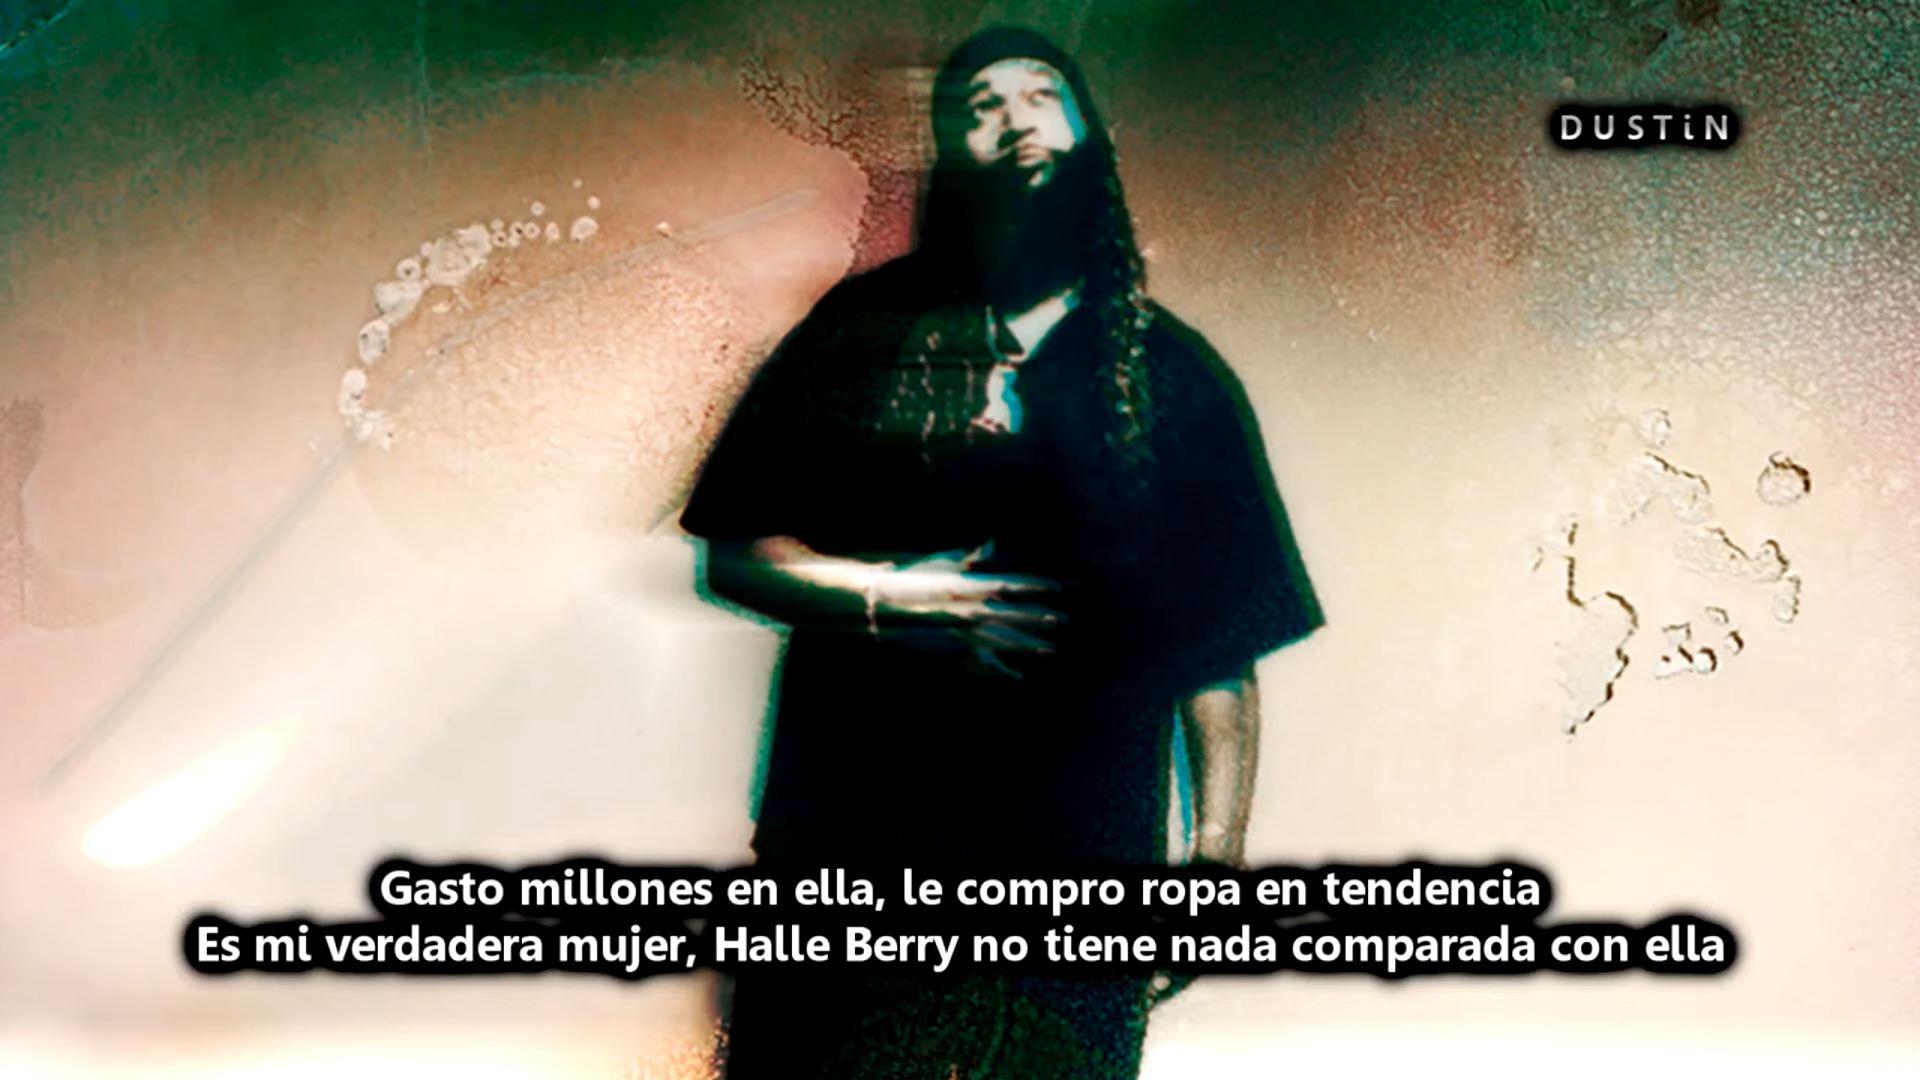 DUSTiN
Gasto millones en ella, le compro ropa en tendencia
Es mi verdadera mujer, Halle Berry no tiene nada comparada con ella